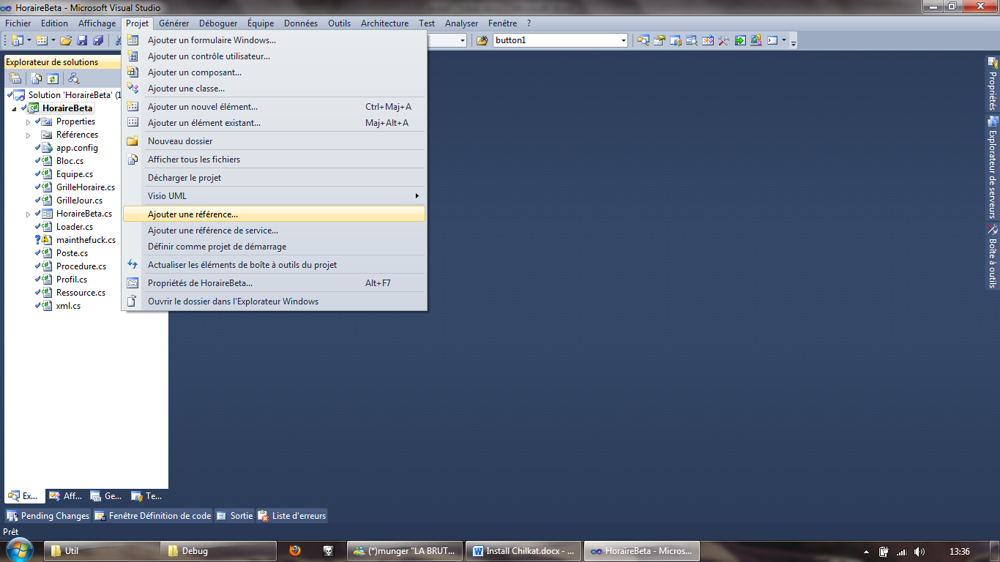 HoraireBeta - Microsoft Visual Studio
Fichier Edition Affichage Projet Générer Déboguer Équipe Données Outils Architecture Test Analyser Fenêtre ?
button1
Ajouter un formulaire Windows...
Ajouter un contrôle utilisateur...
Ajouter un composant...
Ajouter une classe...
Ajouter un nouvel élément... Ctrl+Maj+A
Ajouter un élément existant... Maj+Alt+A
Nouveau dossier
Afficher tous les fichiers
Décharger le projet
Visio UML
Ajouter une référence...
Ajouter une référence de service...
Définir comme projet de démarrage
Actualiser les éléments de boîte à outils du projet
Propriétés de HoraireBeta... Alt+F7
Ouvrir le dossier dans l'Explorateur Windows
Explorateur de solutions
Solution 'HoraireBeta' (1
HoraireBeta
Properties
Références
app.config
Bloc.cs
Equipe.cs
GrilleHoraire.cs
GrilleJour.cs
HoraireBeta.cs
Loader.cs
mainthefuck.cs
Poste.cs
Procedure.cs
Profil.cs
Ressource.cs
xml.cs
Propriétés
Explorateur de serveurs
Boîte à outils
Ex... Aff... Ge... Te...
Pending Changes Fenêtre Définition de code Sortie Liste d'erreurs
Prêt
Util Debug (*)munger "LA BRUT... Install Chilkat.docx - ... HoraireBeta - Micros... 13:36